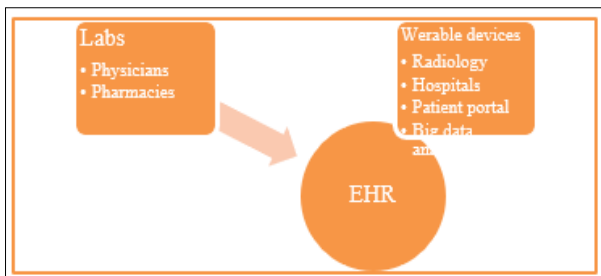 Labs
• Physicians
• Pharmacies
Werable devices
• Radiology
• Hospitals
• Patient portal
• Big data
EHR